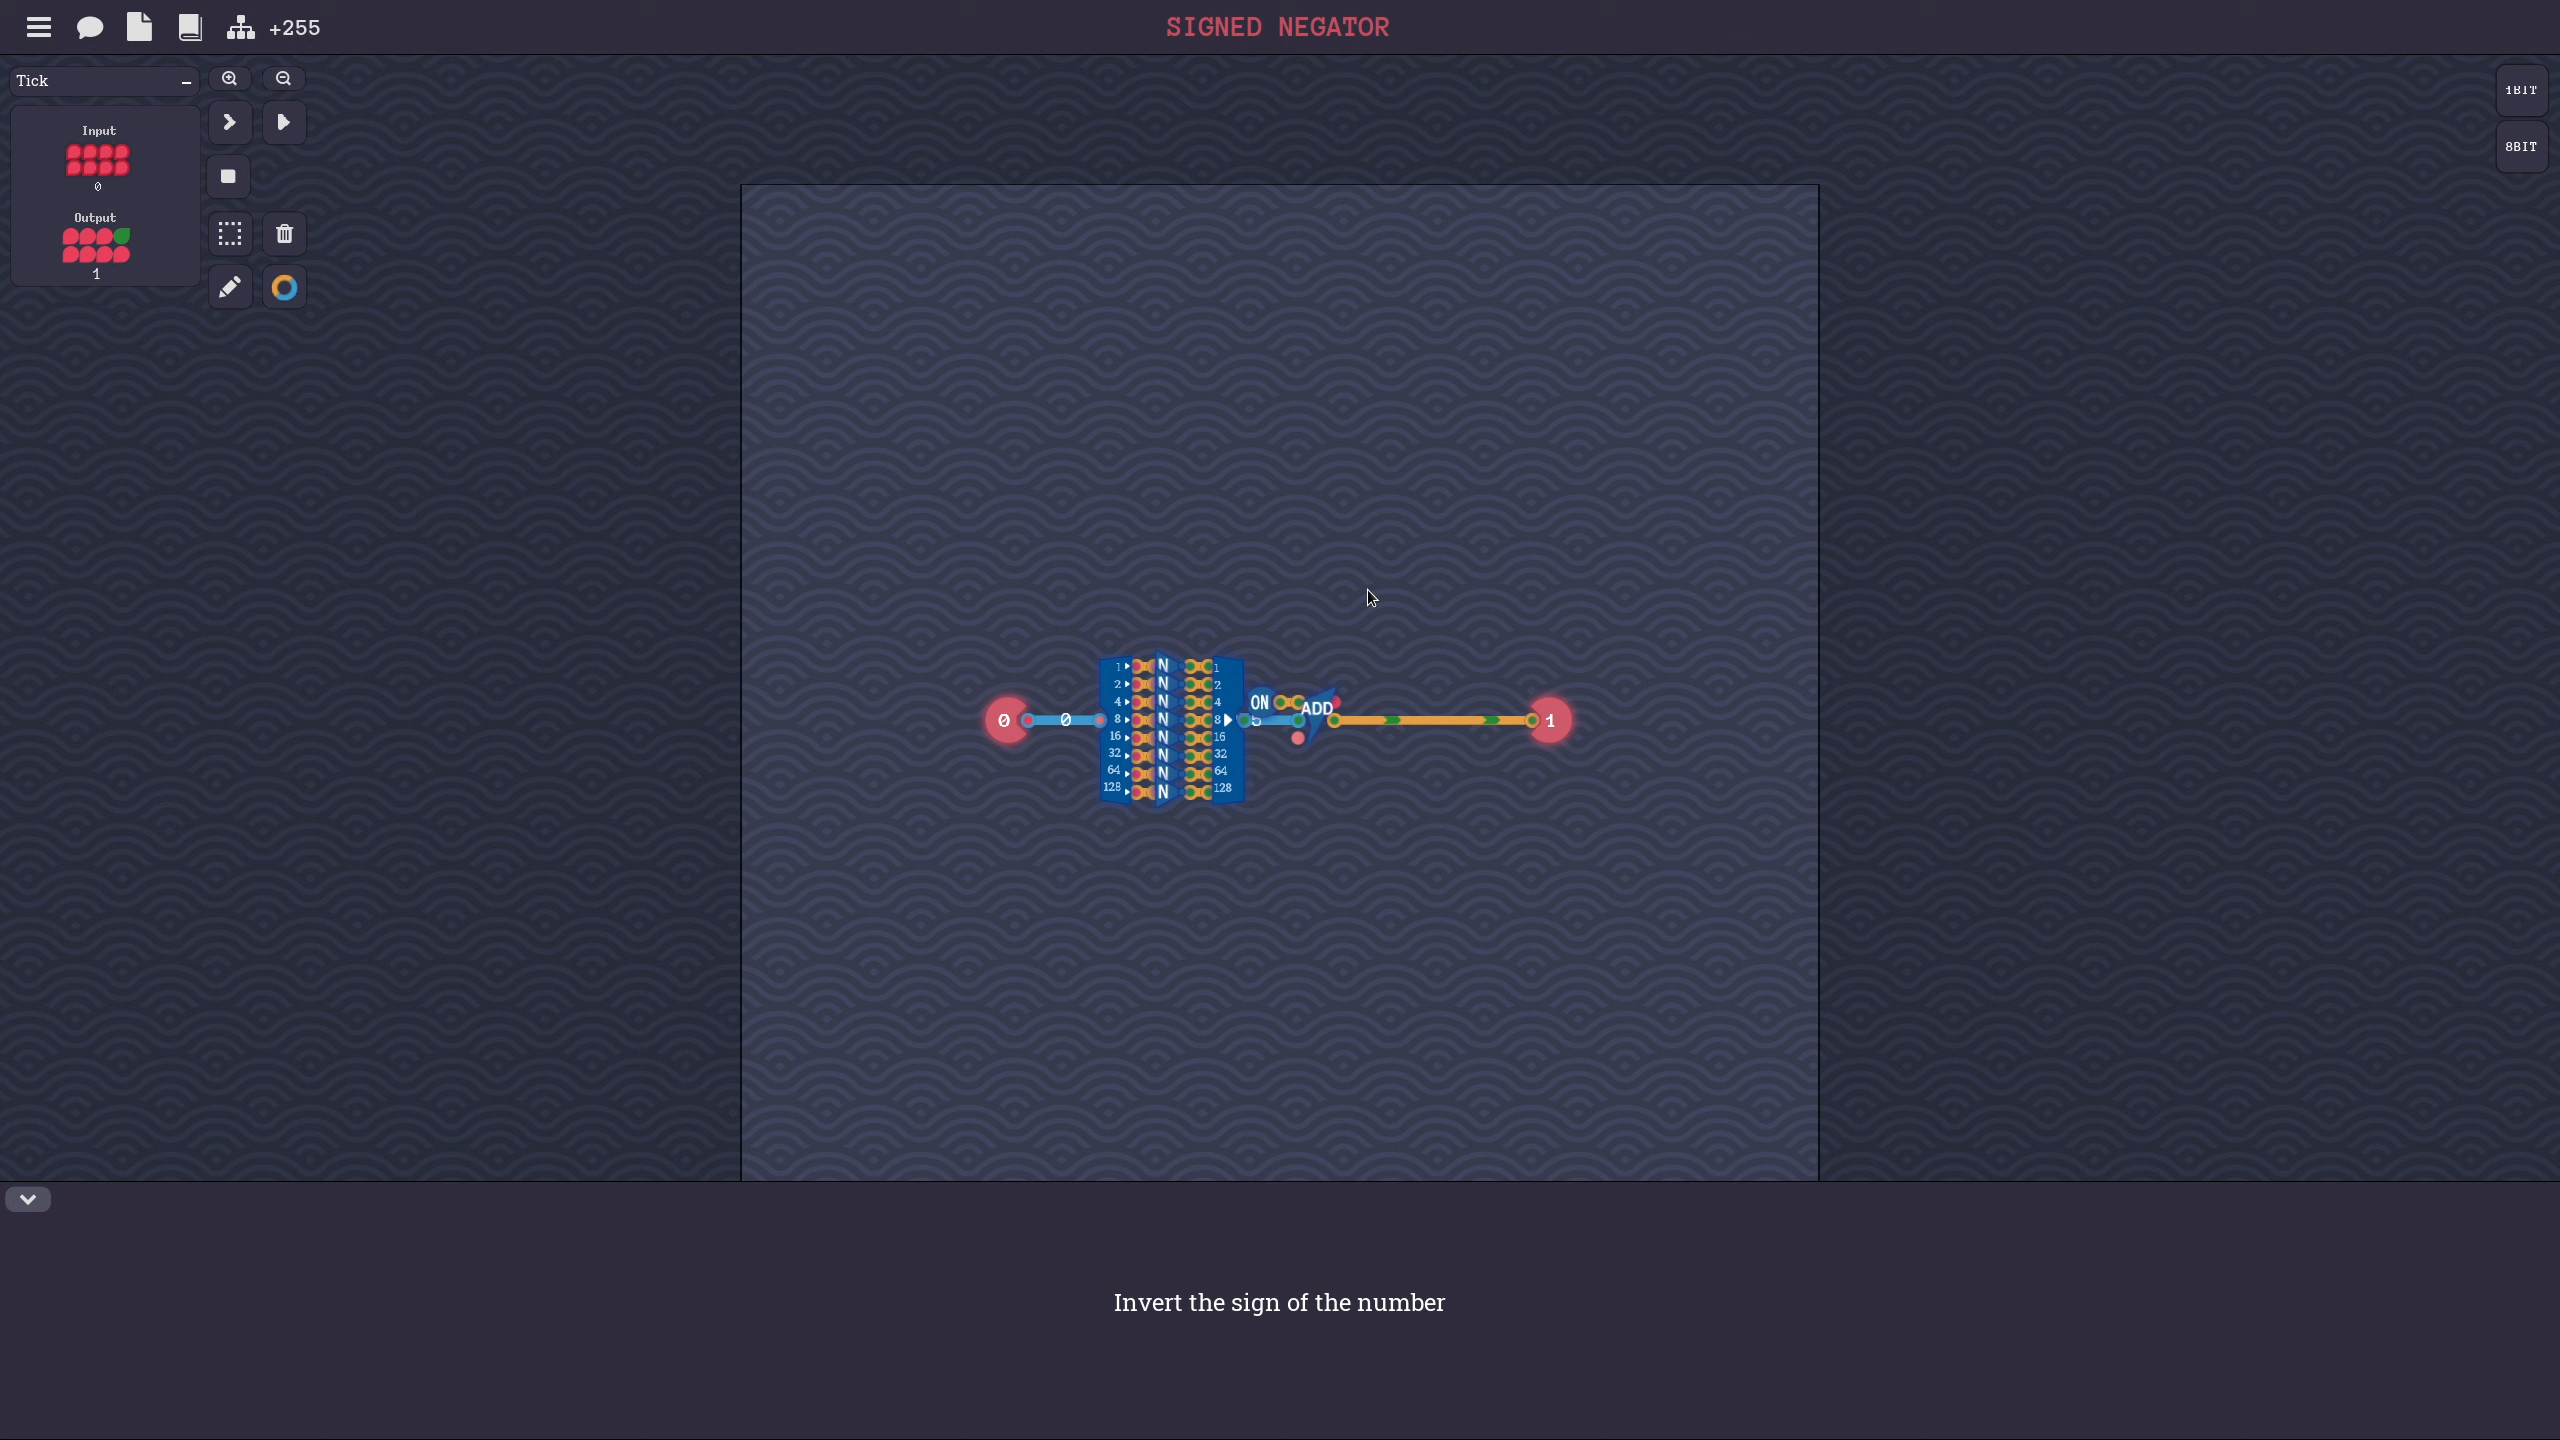 +255
SIGNED NEGATOR
Tick
1BIT
8BIT
Input
0
Output
1
1 N 1
2 N 2
4 N 4 ON ADD
0 0 8 N 8 1
16 N 16
32 N 32
64 N 64
128 N 128
Invert the sign of the number